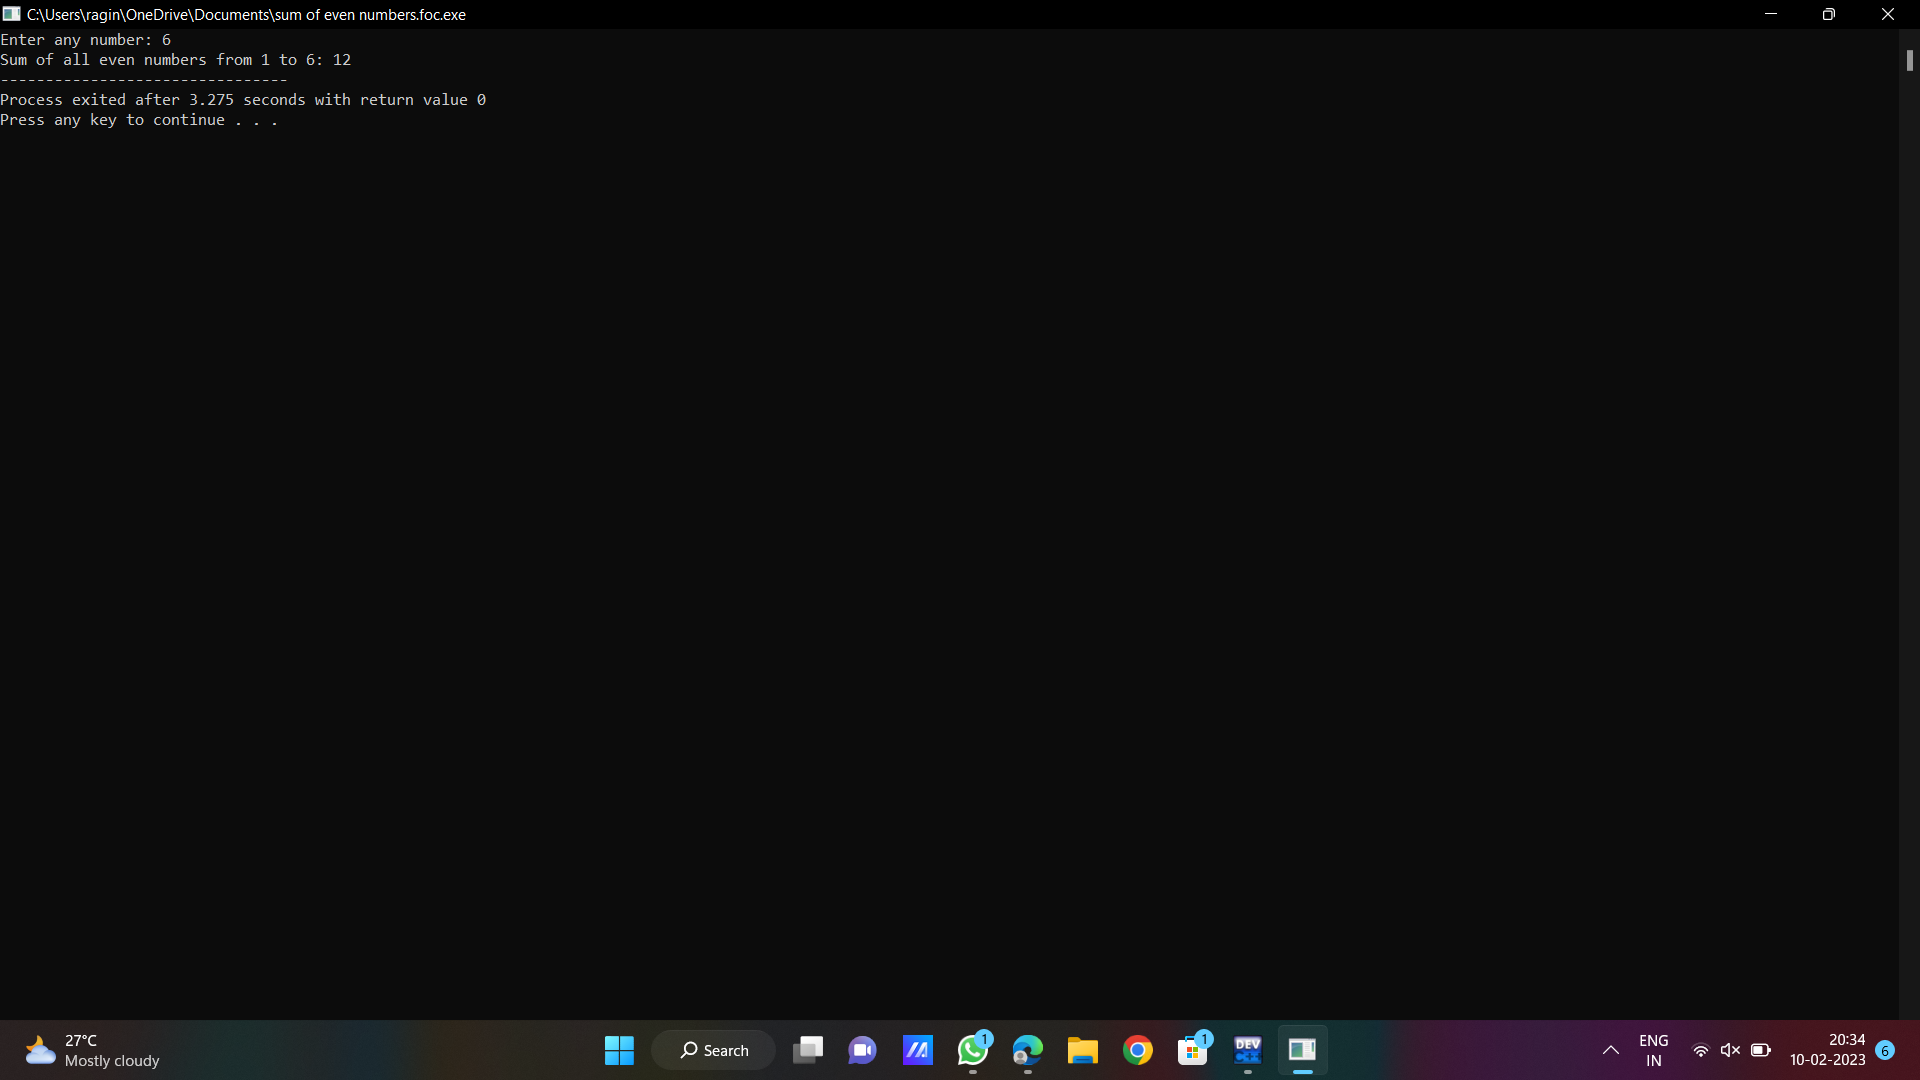 C:\Users\ragin\OneDrive\Documents\sum of even numbers.foc.exe
Enter any number: 6
Sum of all even numbers from 1 to 6: 12
--------------------------------
Process exited after 3.275 seconds with return value 0
Press any key to continue . . .
27°C
Mostly cloudy
Search
1
1
DEV
C++
ENG
IN
20:34
10-02-2023
6